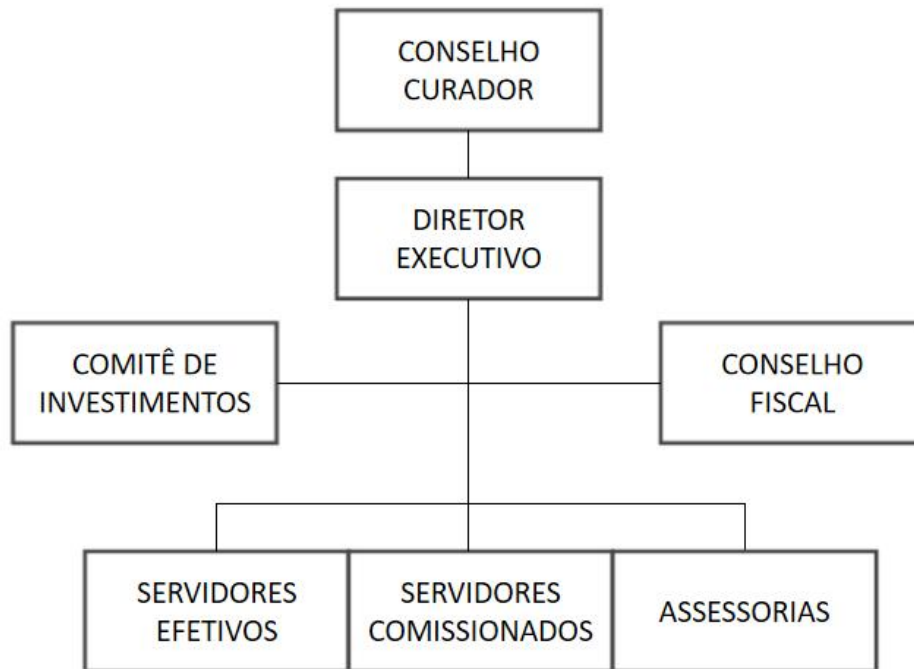 CONSELHO
CURADOR
DIRETOR
EXECUTIVO
COMITÊ DE
INVESTIMENTOS
CONSELHO
FISCAL
SERVIDORES
EFETIVOS
SERVIDORES
COMISSIONADOS
ASSESSORIAS